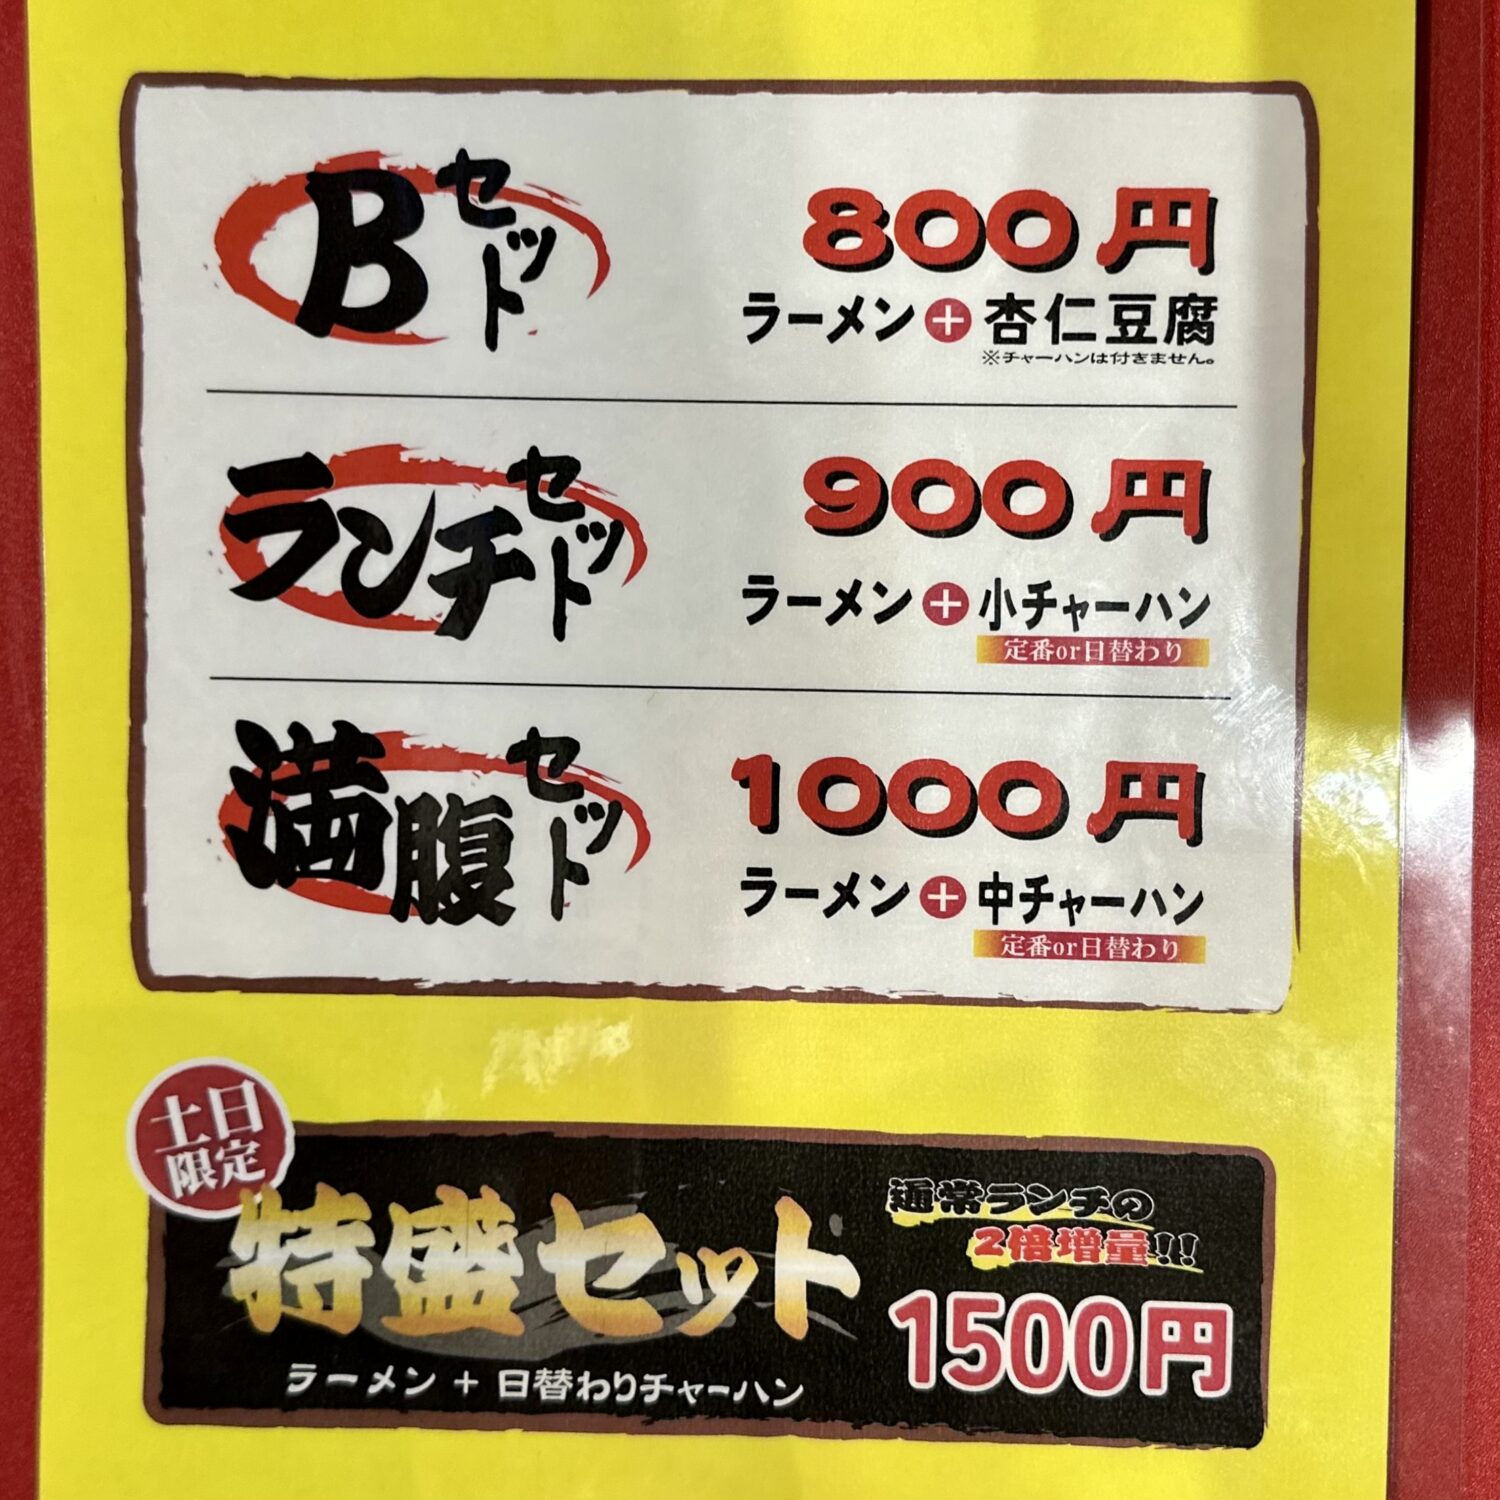 Bセット
800円
ラーメン+杏仁豆腐
※チャーハンは付きません。
ランチセット
900円
ラーメン+小チャーハン
定番or日替わり
満腹セット
1000円
ラーメン+中チャーハン
定番or日替わり
土日
限定
特盛セット
ラーメン+日替わりチャーハン
通常ランチの
2倍増量!!
1500円